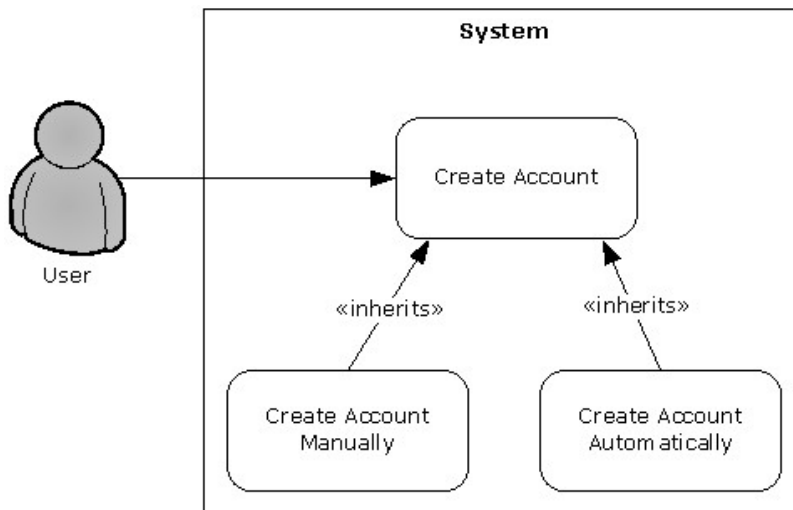 System
Create Account
User
«inherits»
«inherits»
Create Account
Manually
Create Account
Automatically